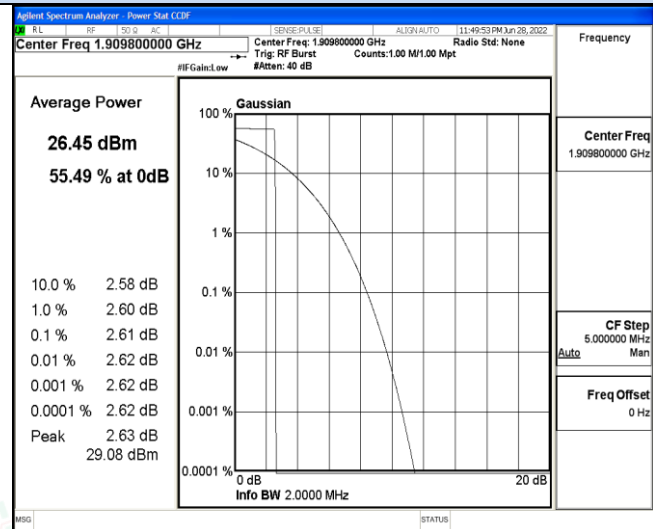 Agilent Spectrum Analyzer - Power Stat CCDF
RL RF 50 Ω AC SENSE:PULSE ALIGN AUTO 11:49:53 PM Jun 28, 2022
Center Freq 1.909800000 GHz
Center Freq: 1.909800000 GHz Radio Std: None
Trig: RF Burst Counts:1.00 M/1.00 Mpt
#IFGain:Low #Atten: 40 dB
Frequency
Average Power
26.45 dBm
55.49 % at 0dB
10.0 % 2.58 dB
1.0 % 2.60 dB
0.1 % 2.61 dB
0.01 % 2.62 dB
0.001 % 2.62 dB
0.0001 % 2.62 dB
Peak 2.63 dB
29.08 dBm
Gaussian
100 %
10 %
1 %
0.1 %
0.01 %
0.001 %
0.0001 %
0 dB 20 dB
Info BW 2.0000 MHz
Center Freq
1.909800000 GHz
CF Step
5.000000 MHz
Auto Man
Freq Offset
0 Hz
MSG STATUS